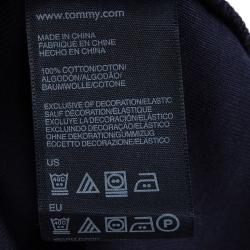 www.tommy.com
MADE IN CHINA
FABRIQUÉ EN CHINE
HECHO EN CHINA
100% COTTON/COTON/
ALGODÓN/ALGODÃO/
BAUMWOLLE/COTONE
EXCLUSIVE OF DECORATION/ELASTIC
SAUF DÉCORATION/ÉLASTIQUE
EXCLUYE LA DECORACIÓN/ELÁSTICO
EXCLUINDO DECORAÇÃO/ELÁSTICO
OHNE DEKORATION/GUMMIZUG
ECCETTO DECORAZIONE/ELASTICO
US
40C
EU
40C P